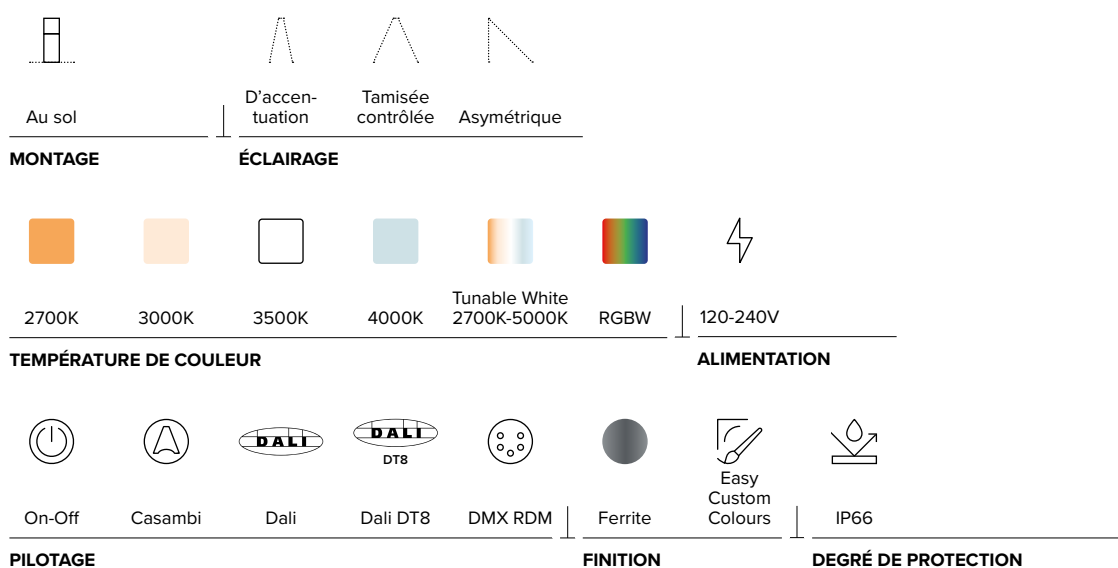 Au sol
D'accen-
tuation
Tamisée
contrôlée
Asymétrique
MONTAGE
ÉCLAIRAGE
2700K
3000K
3500K
4000K
Tunable White
2700K-5000K
RGBW
120-240V
TEMPÉRATURE DE COULEUR
ALIMENTATION
DALI
DALI
DT8
On-Off
Casambi
Dali
Dali DT8
DMX RDM
Ferrite
Easy
Custom
Colours
IP66
PILOTAGE
FINITION
DEGRÉ DE PROTECTION